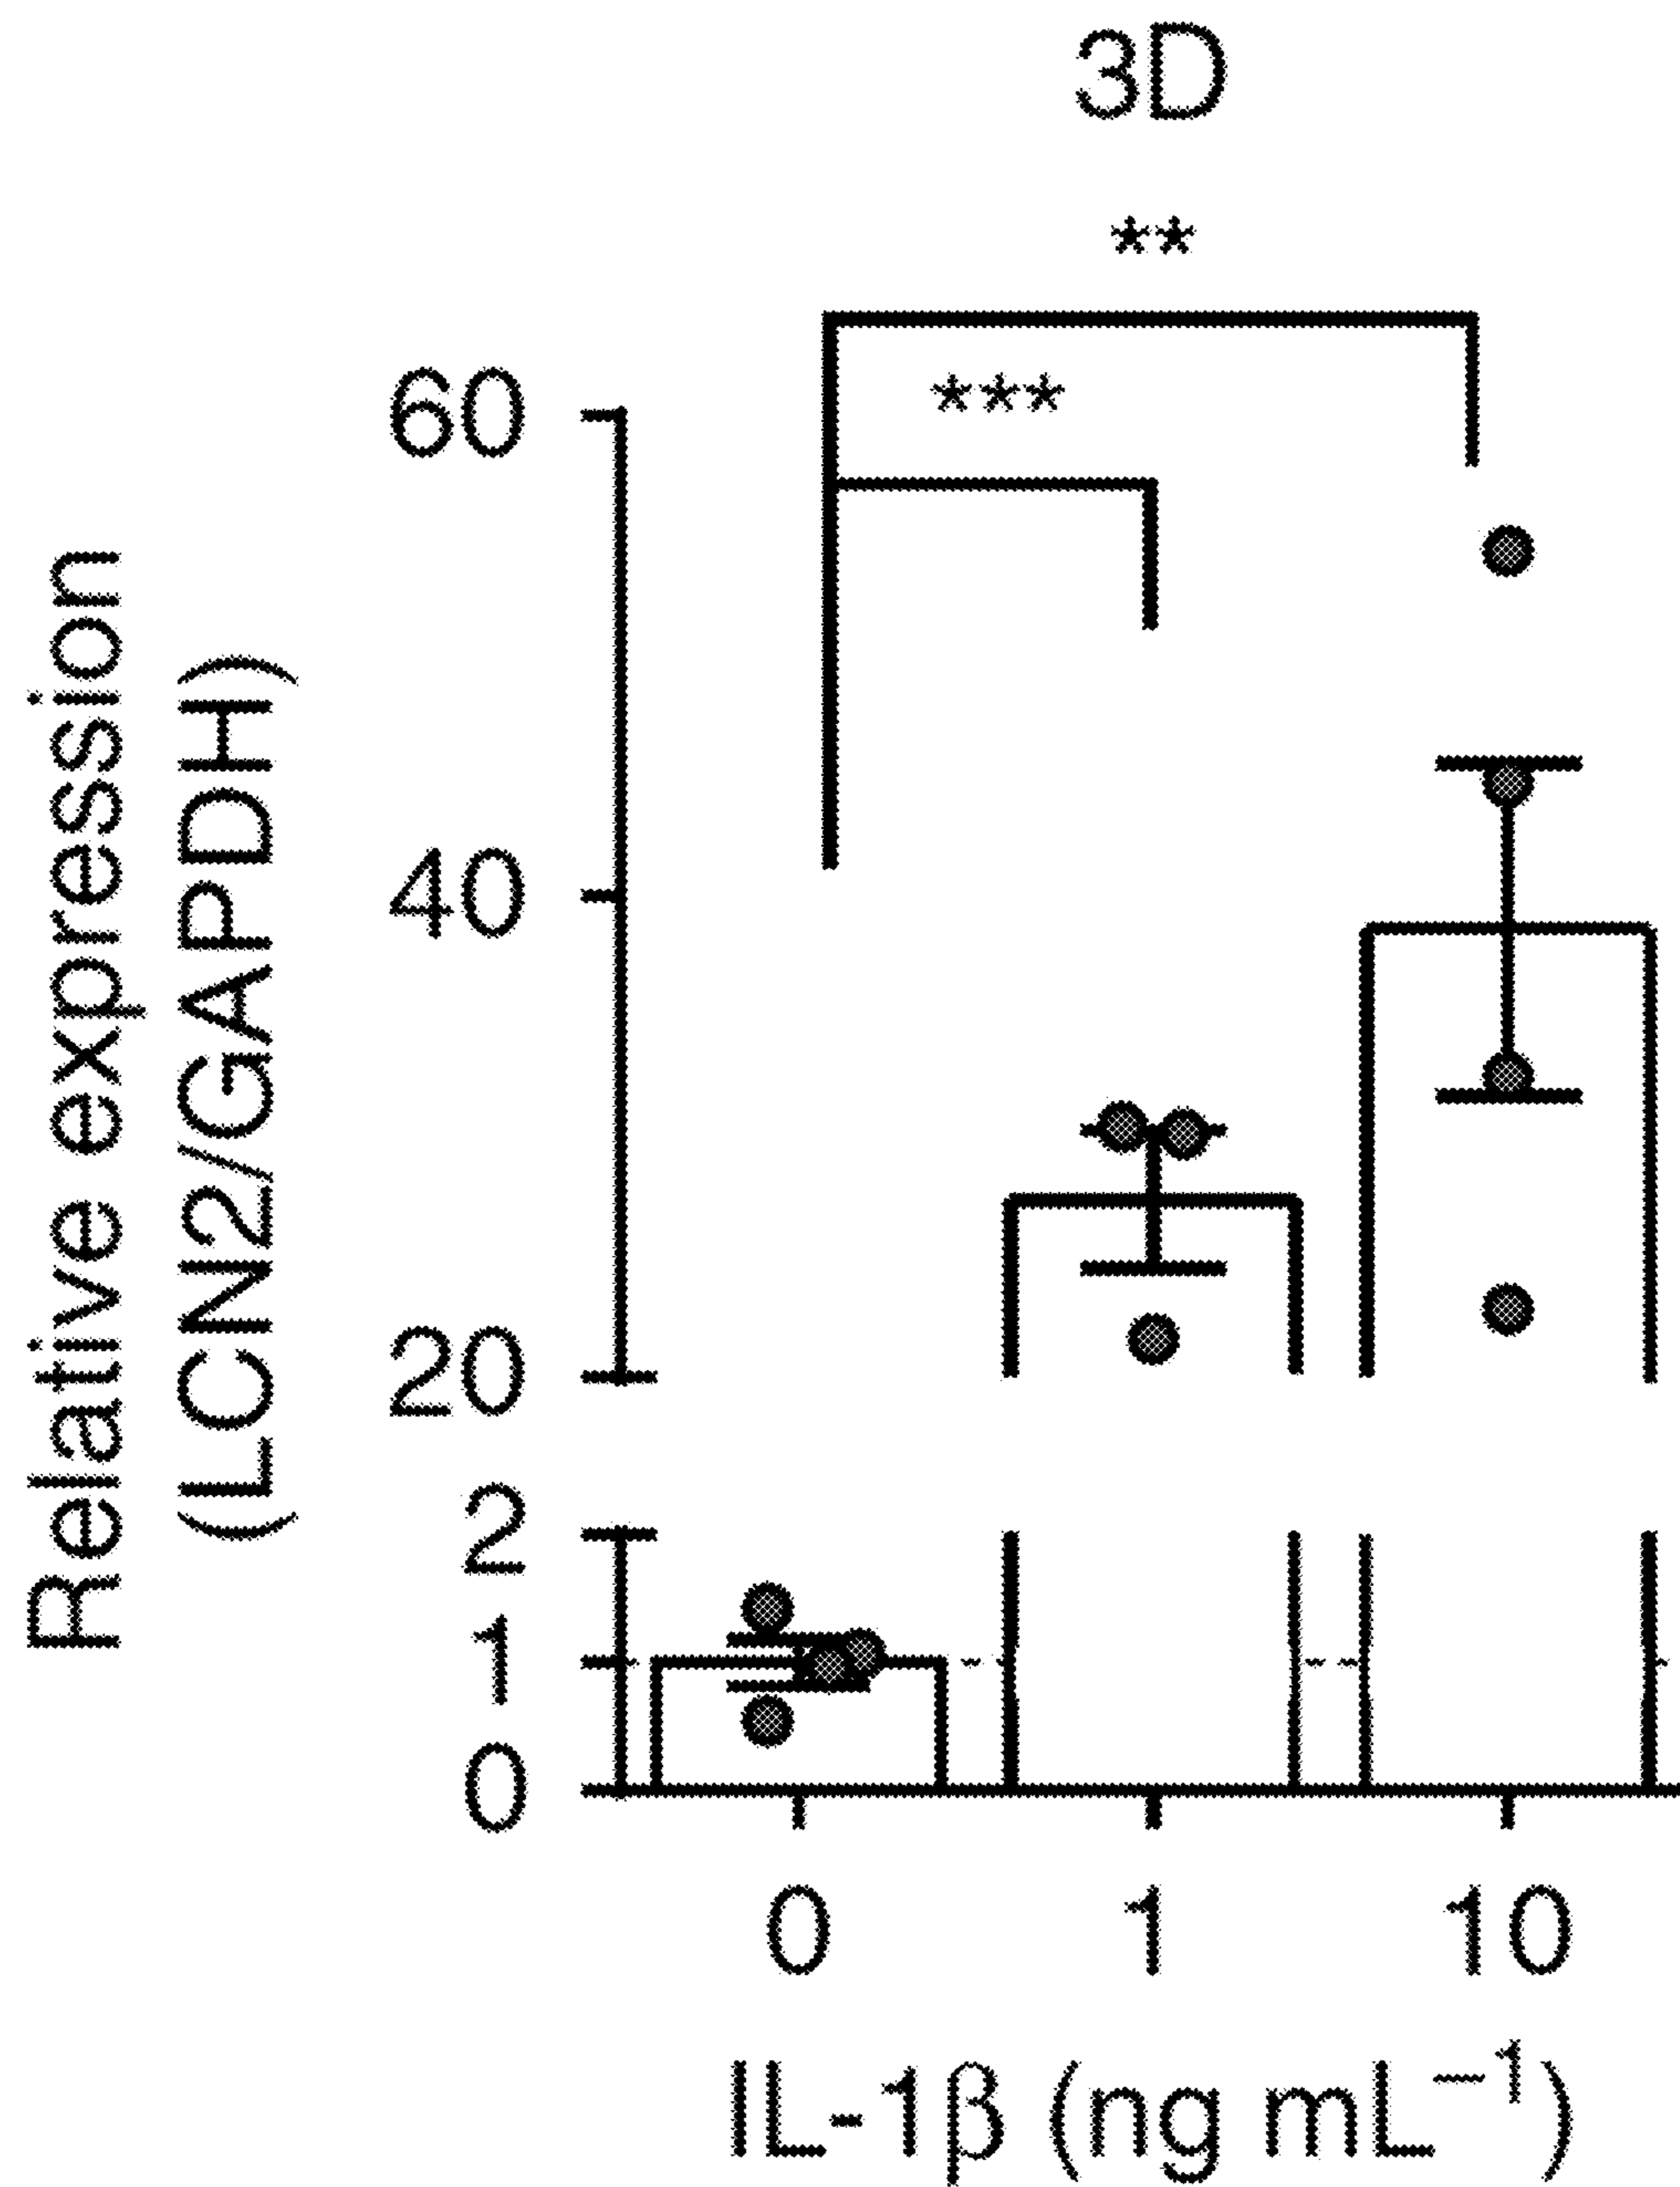 3D
**
***
Relative expression
(LCN2/GAPDH)
60
40
20
2
1
0
0 1 10
IL-1β (ng mL⁻¹)